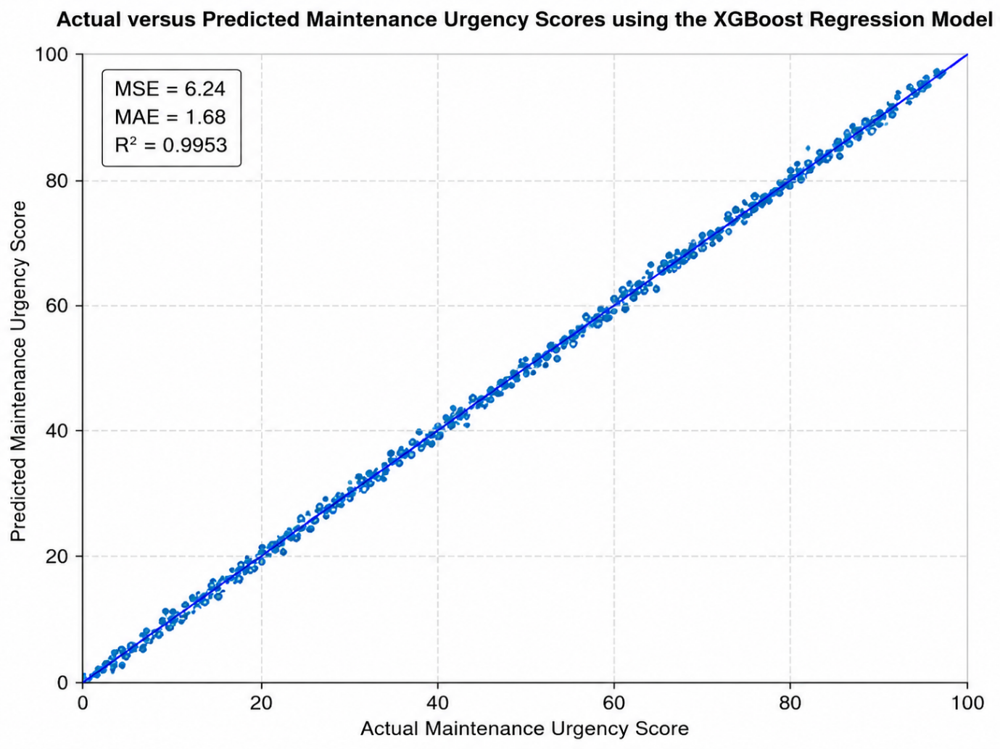 Actual versus Predicted Maintenance Urgency Scores using the XGBoost Regression Model
MSE = 6.24
MAE = 1.68
R² = 0.9953
Predicted Maintenance Urgency Score
100
80
60
40
20
0
0 20 40 60 80 100
Actual Maintenance Urgency Score